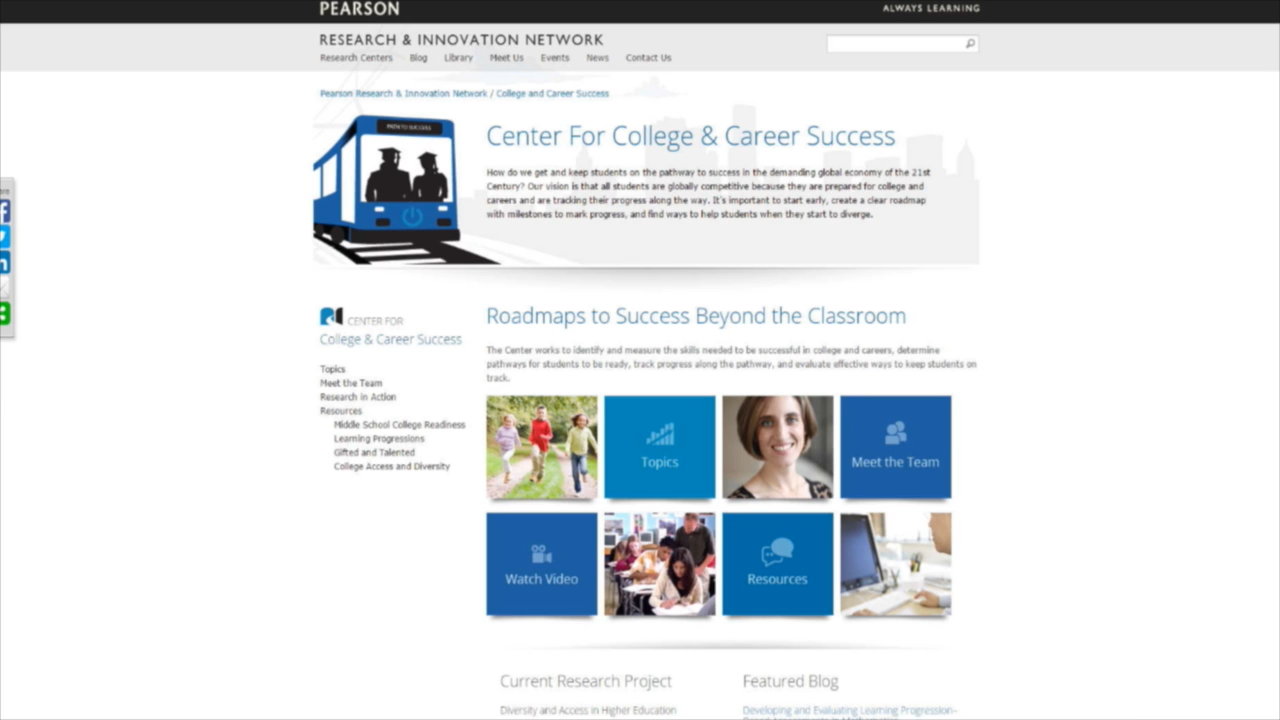 PEARSON
ALWAYS LEARNING
RESEARCH & INNOVATION NETWORK
Research Centers Blog Library Meet Us Events News Contact Us
Pearson Research & Innovation Network / College and Career Success
PATH TO SUCCESS
Center For College & Career Success
How do we get and keep students on the pathway to success in the demanding global economy of the 21st
Century? Our vision is that all students are globally competitive because they are prepared for college and
careers and are tracking their progress along the way. It's important to start early, create a clear roadmap
with milestones to mark progress, and find ways to help students when they start to diverge.
CENTER FOR
College & Career Success
Topics
Meet the Team
Research in Action
Resources
Middle School College Readiness
Learning Progressions
Gifted and Talented
College Access and Diversity
Roadmaps to Success Beyond the Classroom
The Center works to identify and measure the skills needed to be successful in college and careers, determine
pathways for students to be ready, track progress along the pathway, and evaluate effective ways to keep students on
track.
Topics
Meet the Team
Watch Video
Resources
Current Research Project
Diversity and Access in Higher Education
Featured Blog
Developing and Evaluating Learning Progression-